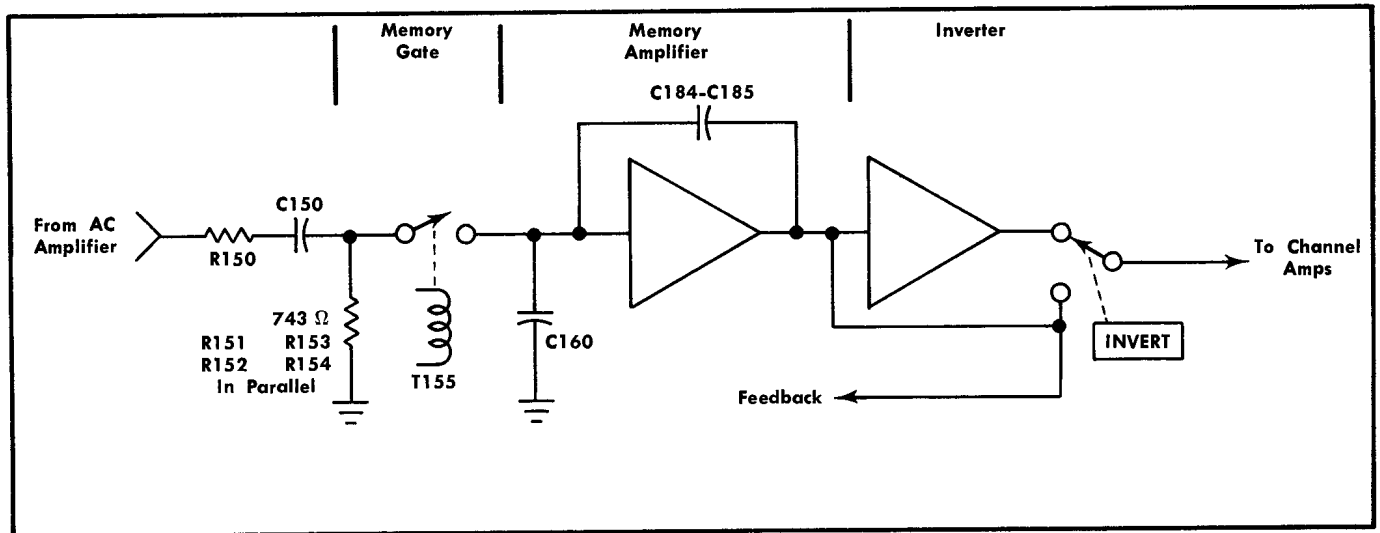 Memory
Gate
Memory
Amplifier
Inverter
C184-C185
From AC
Amplifier
C150
R150
To Channel
Amps
743 Ω
R151 R153
R152 R154
In Parallel
T155
C160
INVERT
Feedback